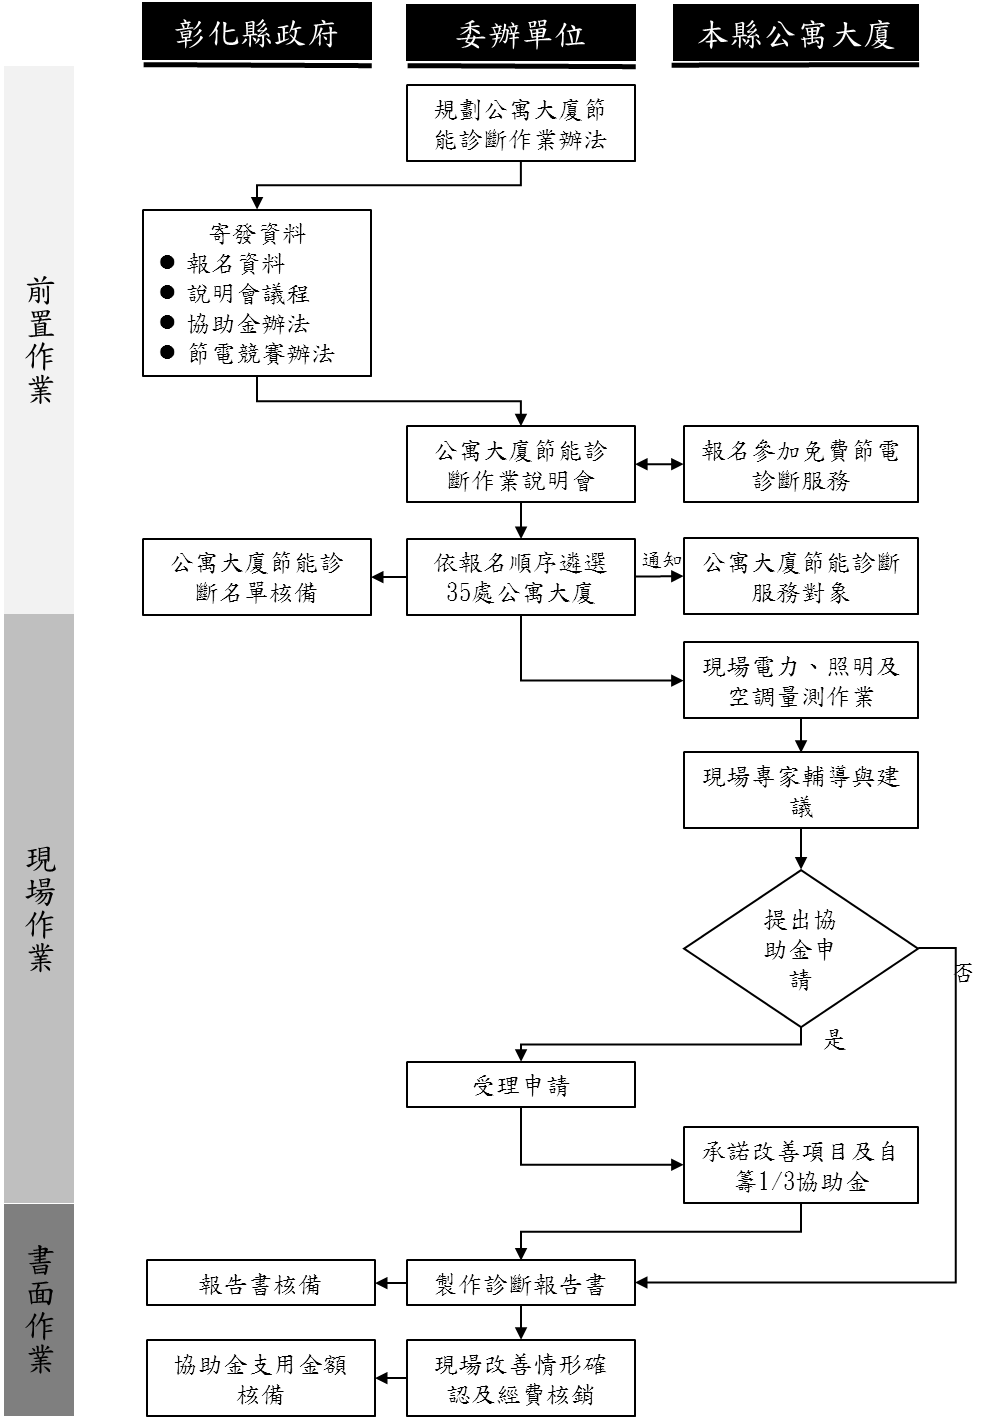 彰化縣政府
委辦單位
本縣公寓大廈
前置作業
規劃公寓大廈節
能診斷作業辦法
寄發資料
● 報名資料
● 說明會議程
● 協助金辦法
● 節電競賽辦法
公寓大廈節能診
斷作業說明會
報名參加免費節電
診斷服務
公寓大廈節能診
斷名單核備
依報名順序遴選
35處公寓大廈
通知
公寓大廈節能診斷
服務對象
現場作業
現場電力、照明及
空調量測作業
現場專家輔導與建
議
提出協
助金申
請
否
是
受理申請
承諾改善項目及自
籌1/3協助金
書面作業
報告書核備
製作診斷報告書
協助金支用金額
核備
現場改善情形確
認及經費核銷